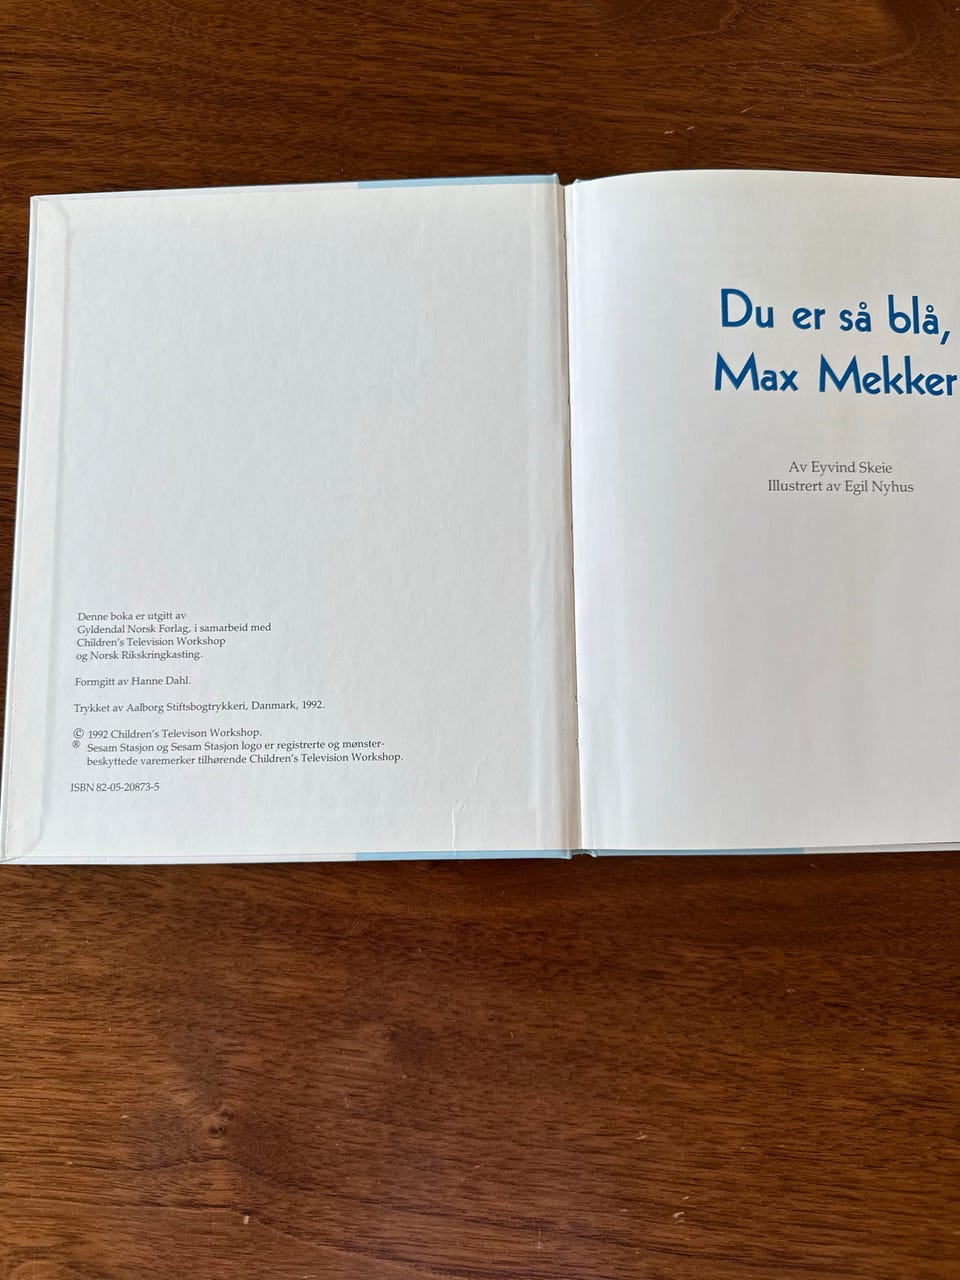 Denne boka er utgitt av
Gyldendal Norsk Forlag, i samarbeid med
Children's Television Workshop
og Norsk Rikskringkasting.
Formgitt av Hanne Dahl.
Trykket av Aalborg Stiftsbogtrykkeri, Danmark, 1992.
© 1992 Children's Televison Workshop.
® Sesam Stasjon og Sesam Stasjon logo er registrerte og mønster-
beskyttede varemerker tilhørende Children's Television Workshop.
ISBN 82-05-20873-5
Du er så blå,
Max Mekker
Av Eyvind Skeie
Illustrert av Egil Nyhus